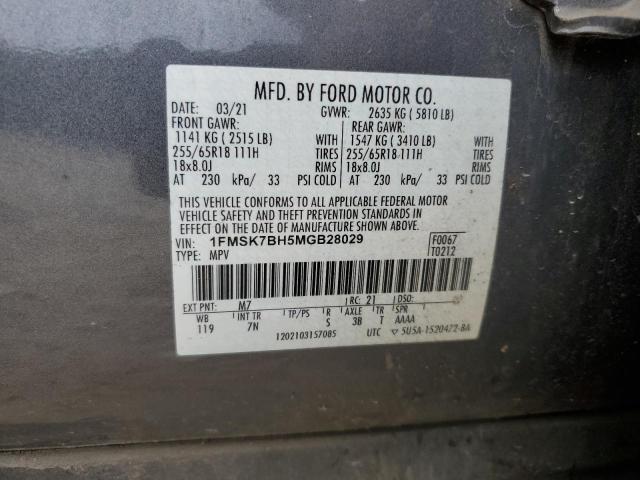 MFD. BY FORD MOTOR CO.
DATE: 03/21 GVWR: 2635 KG ( 5810 LB)
FRONT GAWR: REAR GAWR:
1141 KG ( 2515 LB) WITH 1547 KG ( 3410 LB) WITH
255/65R18 111H TIRES 255/65R18 111H TIRES
18x8.0J RIMS 18x8.0J RIMS
AT 230 kPa/ 33 PSI COLD AT 230 kPa/ 33 PSI COLD
THIS VEHICLE CONFORMS TO ALL APPLICABLE FEDERAL MOTOR
VEHICLE SAFETY AND THEFT PREVENTION STANDARDS IN
EFFECT ON THE DATE OF MANUFACTURE SHOWN ABOVE.
VIN: 1FMSK7BH5MGB28029 F0067
TYPE: MPV T0212
EXT PNT: M7 RC: 21 DSO:
WB INT TR TP/PS R AXLE TR SPR
119 7N S 3B T AAAA
1202103157085 UTC 5U5A-1520472-BA